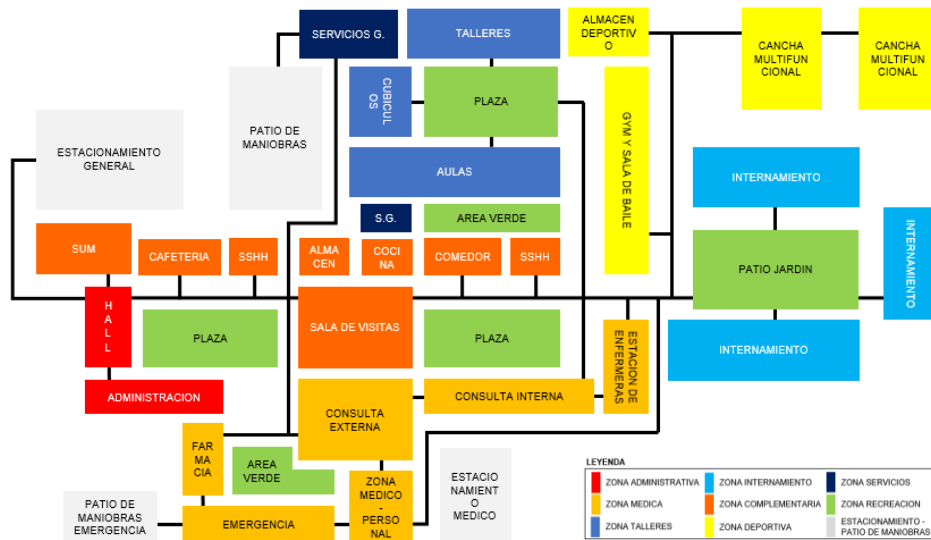 SERVICIOS G.
TALLERES
ALMACEN
DEPORTIV
O
CANCHA
MULTIFUN
CIONAL
CANCHA
MULTIFUN
CIONAL
CUBICUL
OS
PLAZA
GYM Y SALA DE BAILE
PATIO DE
MANIOBRAS
ESTACIONAMIENTO
GENERAL
AULAS
INTERNAMIENTO
S.G.
AREA VERDE
INTERNAMIENTO
SUM
CAFETERIA
SSHH
ALMA
CEN
COCI
NA
COMEDOR
SSHH
PATIO JARDIN
H
A
L
L
PLAZA
SALA DE VISITAS
PLAZA
ESTACION DE
ENFERMERAS
INTERNAMIENTO
ADMINISTRACION
CONSULTA
EXTERNA
CONSULTA INTERNA
FAR
MA
CIA
AREA
VERDE
ZONA
MEDICO
- PERSO
NAL
ESTACIO
NAMIENT
O
MEDICO
PATIO DE
MANIOBRAS
EMERGENCIA
EMERGENCIA
LEYENDA
ZONA ADMINISTRATIVA
ZONA INTERNAMIENTO
ZONA SERVICIOS
ZONA MEDICA
ZONA COMPLEMENTARIA
ZONA RECREACION
ZONA TALLERES
ZONA DEPORTIVA
ESTACIONAMIENTO -
PATIO DE MANIOBRAS